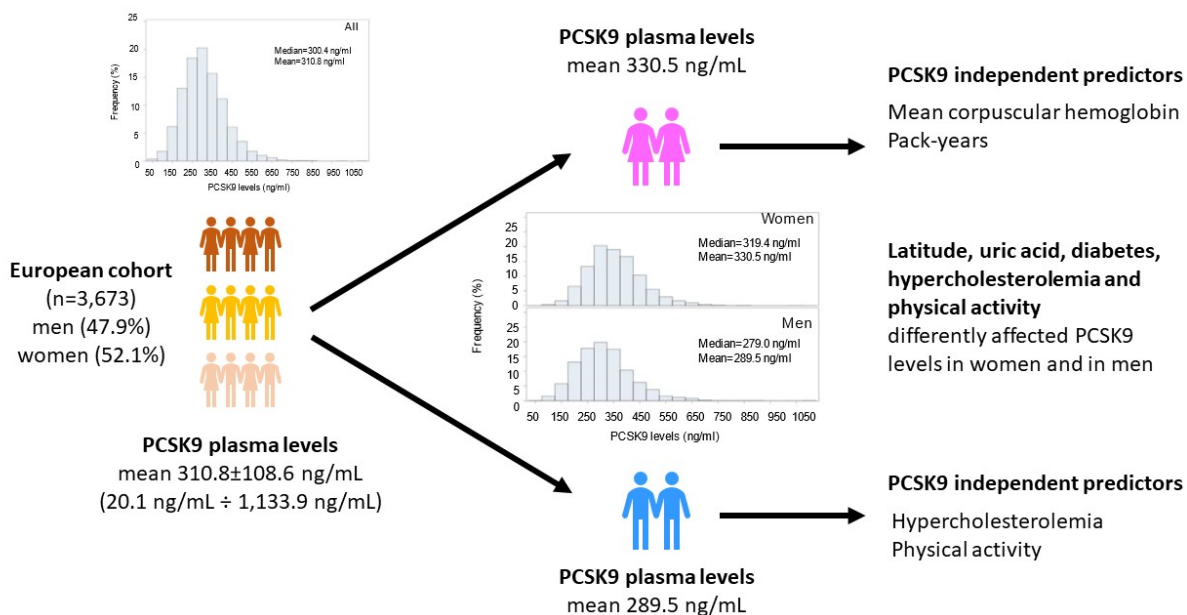 All
Median=300.4 ng/ml
Mean=310.8 ng/ml
Frequency (%)
25
20
15
10
5
0
50 150 250 350 450 550 650 750 850 950 1050
PCSK9 levels (ng/ml)
European cohort
(n=3,673)
men (47.9%)
women (52.1%)
PCSK9 plasma levels
mean 310.8±108.6 ng/mL
(20.1 ng/mL ÷ 1,133.9 ng/mL)
PCSK9 plasma levels
mean 330.5 ng/mL
Women
Median=319.4 ng/ml
Mean=330.5 ng/ml
20
15
10
5
0
Frequency (%)
Men
Median=279.0 ng/ml
Mean=289.5 ng/ml
20
15
10
5
0
50 150 250 350 450 550 650 750 850 950 1050
PCSK9 levels (ng/ml)
PCSK9 plasma levels
mean 289.5 ng/mL
PCSK9 independent predictors
Mean corpuscular hemoglobin
Pack-years
Latitude, uric acid, diabetes,
hypercholesterolemia and
physical activity
differently affected PCSK9
levels in women and in men
PCSK9 independent predictors
Hypercholesterolemia
Physical activity